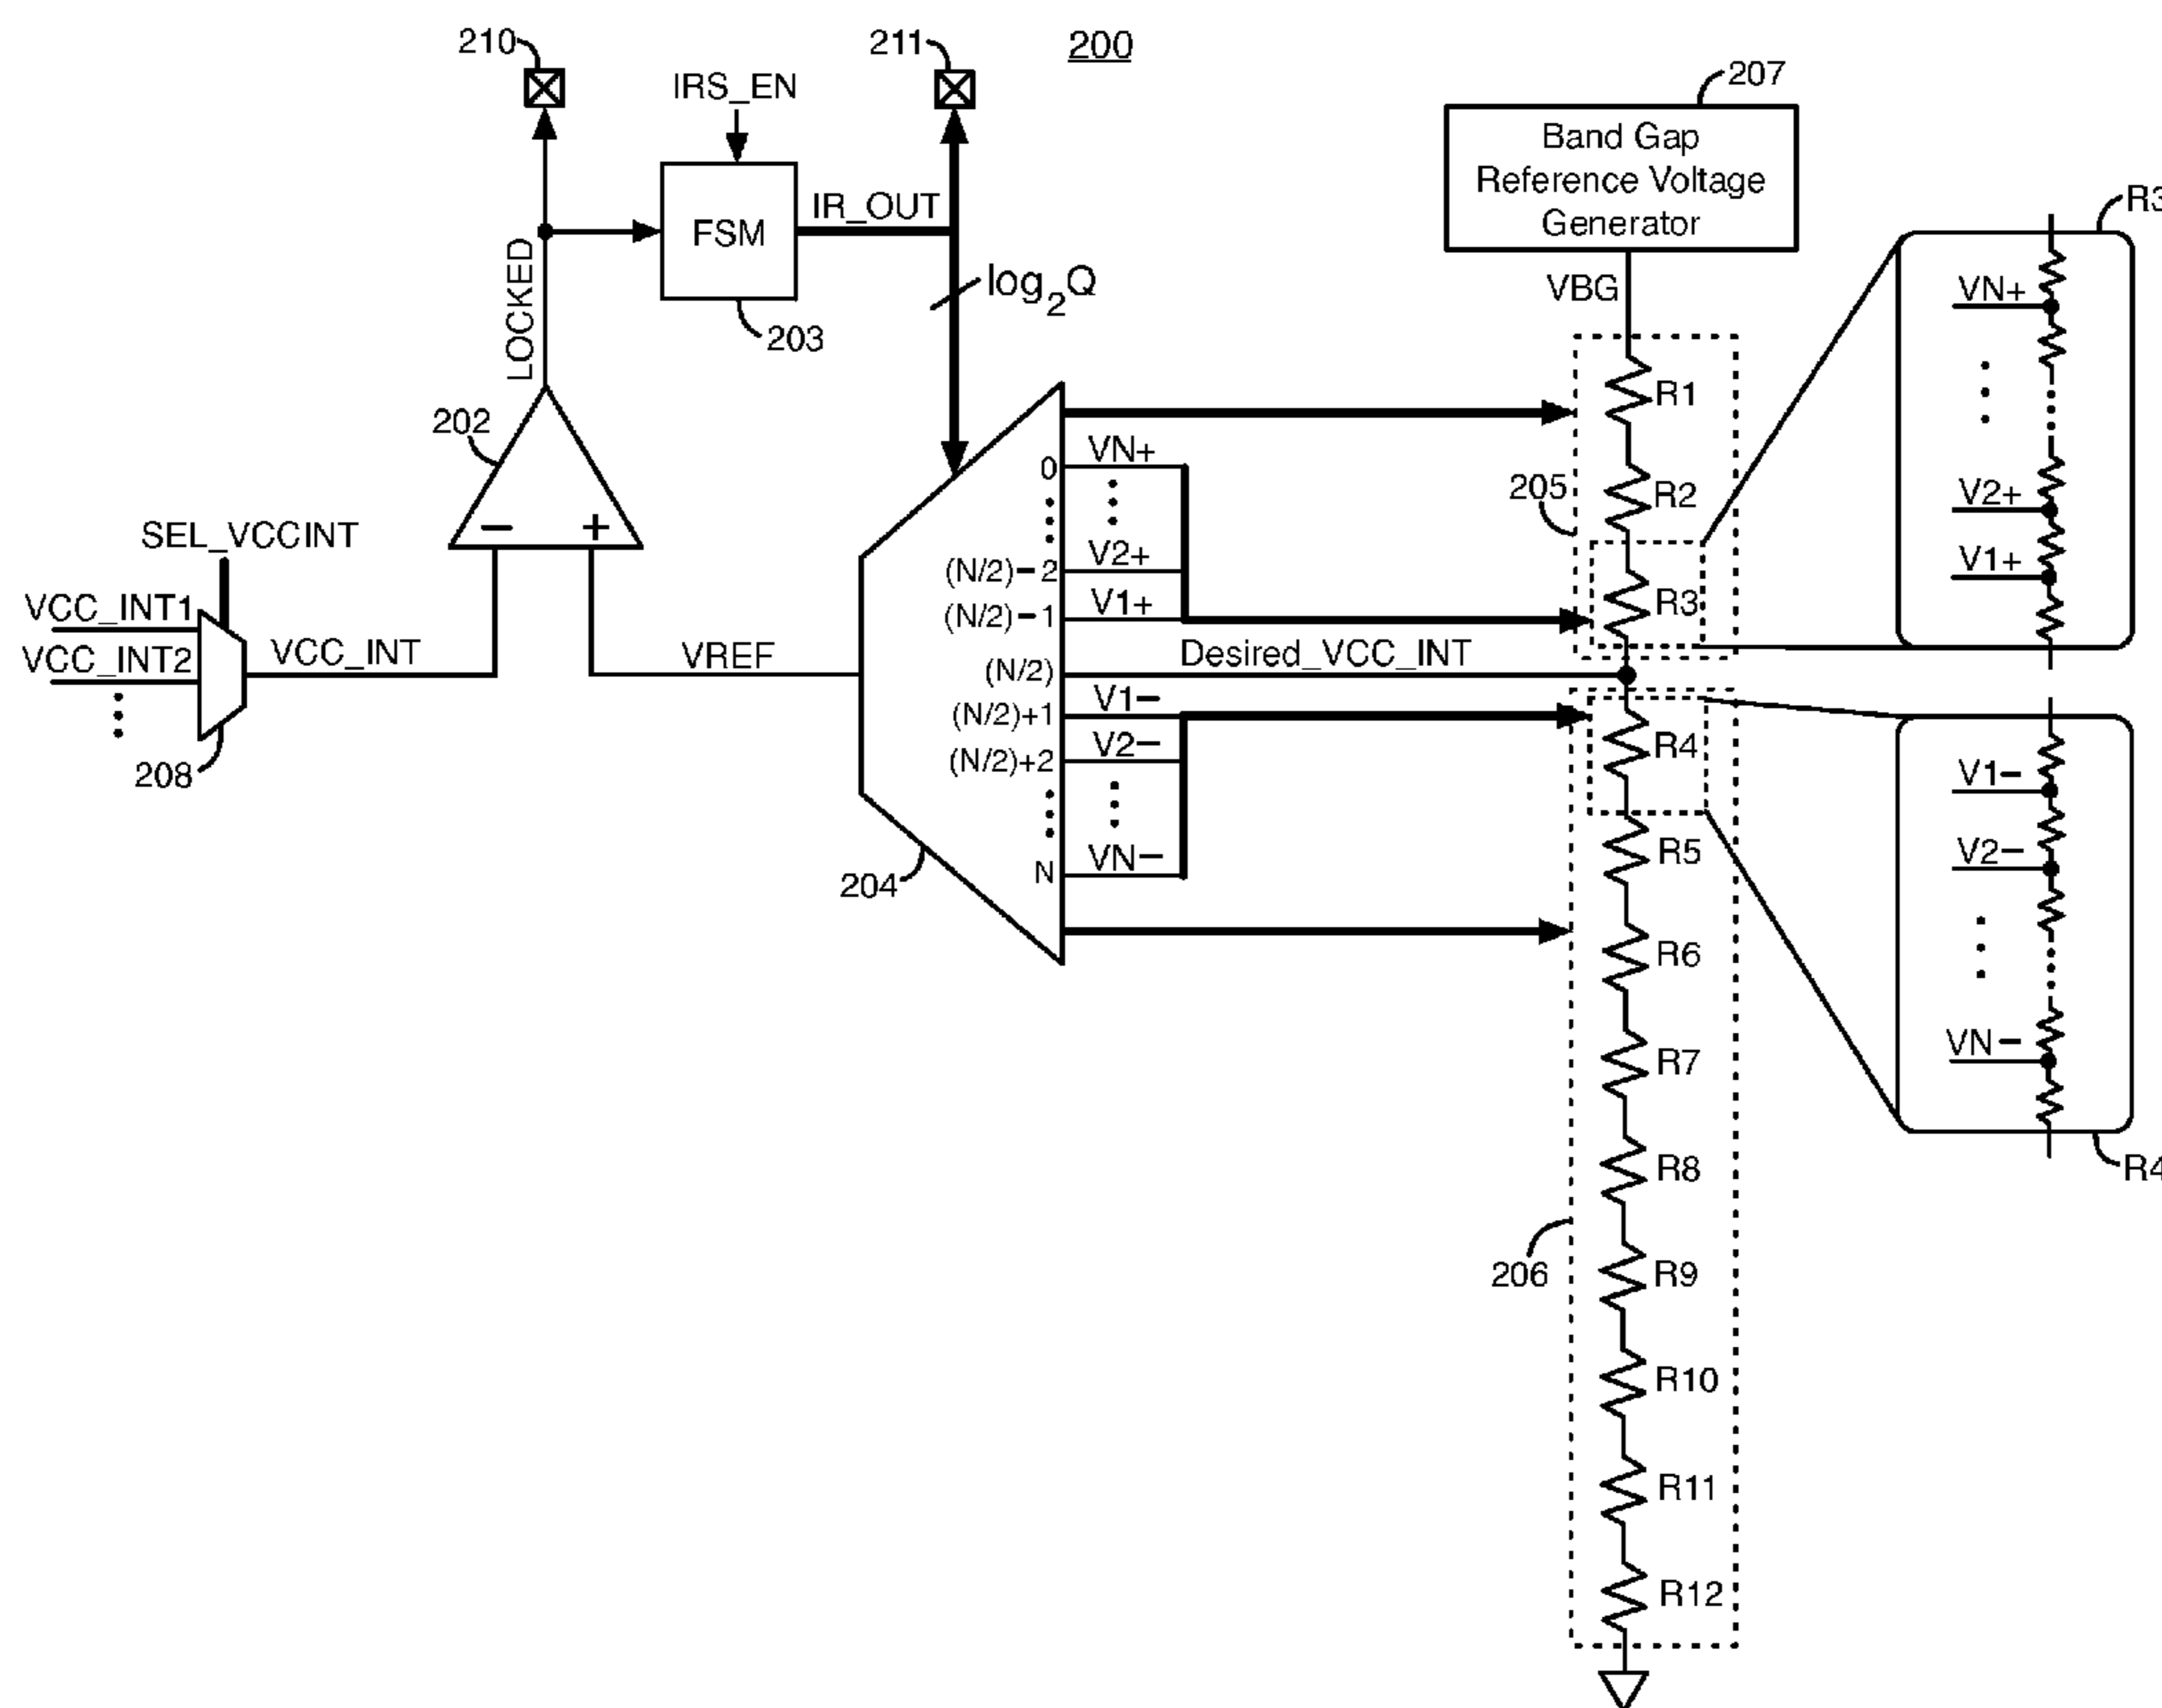 200
210
211
207
IRS_EN
Band Gap
Reference Voltage
Generator
R3
FSM
IR_OUT
log2Q
VBG
LOCKED
203
VN+
V2+
V1+
202
R1
R2
R3
205
SEL_VCCINT
VCC_INT1
VCC_INT2
VCC_INT
208
− +
VREF
0 VN+
(N/2)−2 V2+
(N/2)−1 V1+
(N/2) Desired_VCC_INT
(N/2)+1 V1−
(N/2)+2 V2−
N VN−
204
R4
R5
R6
R7
R8
R9
R10
R11
R12
206
V1−
V2−
VN−
R4